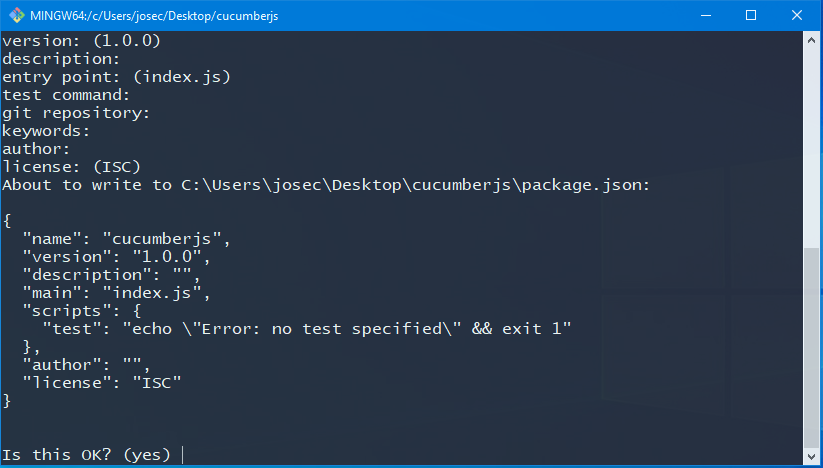 MINGW64:/c/Users/josec/Desktop/cucumberjs
version: (1.0.0)
description:
entry point: (index.js)
test command:
git repository:
keywords:
author:
license: (ISC)
About to write to C:\Users\josec\Desktop\cucumberjs\package.json:

{
  "name": "cucumberjs",
  "version": "1.0.0",
  "description": "",
  "main": "index.js",
  "scripts": {
    "test": "echo \"Error: no test specified\" && exit 1"
  },
  "author": "",
  "license": "ISC"
}

Is this OK? (yes)